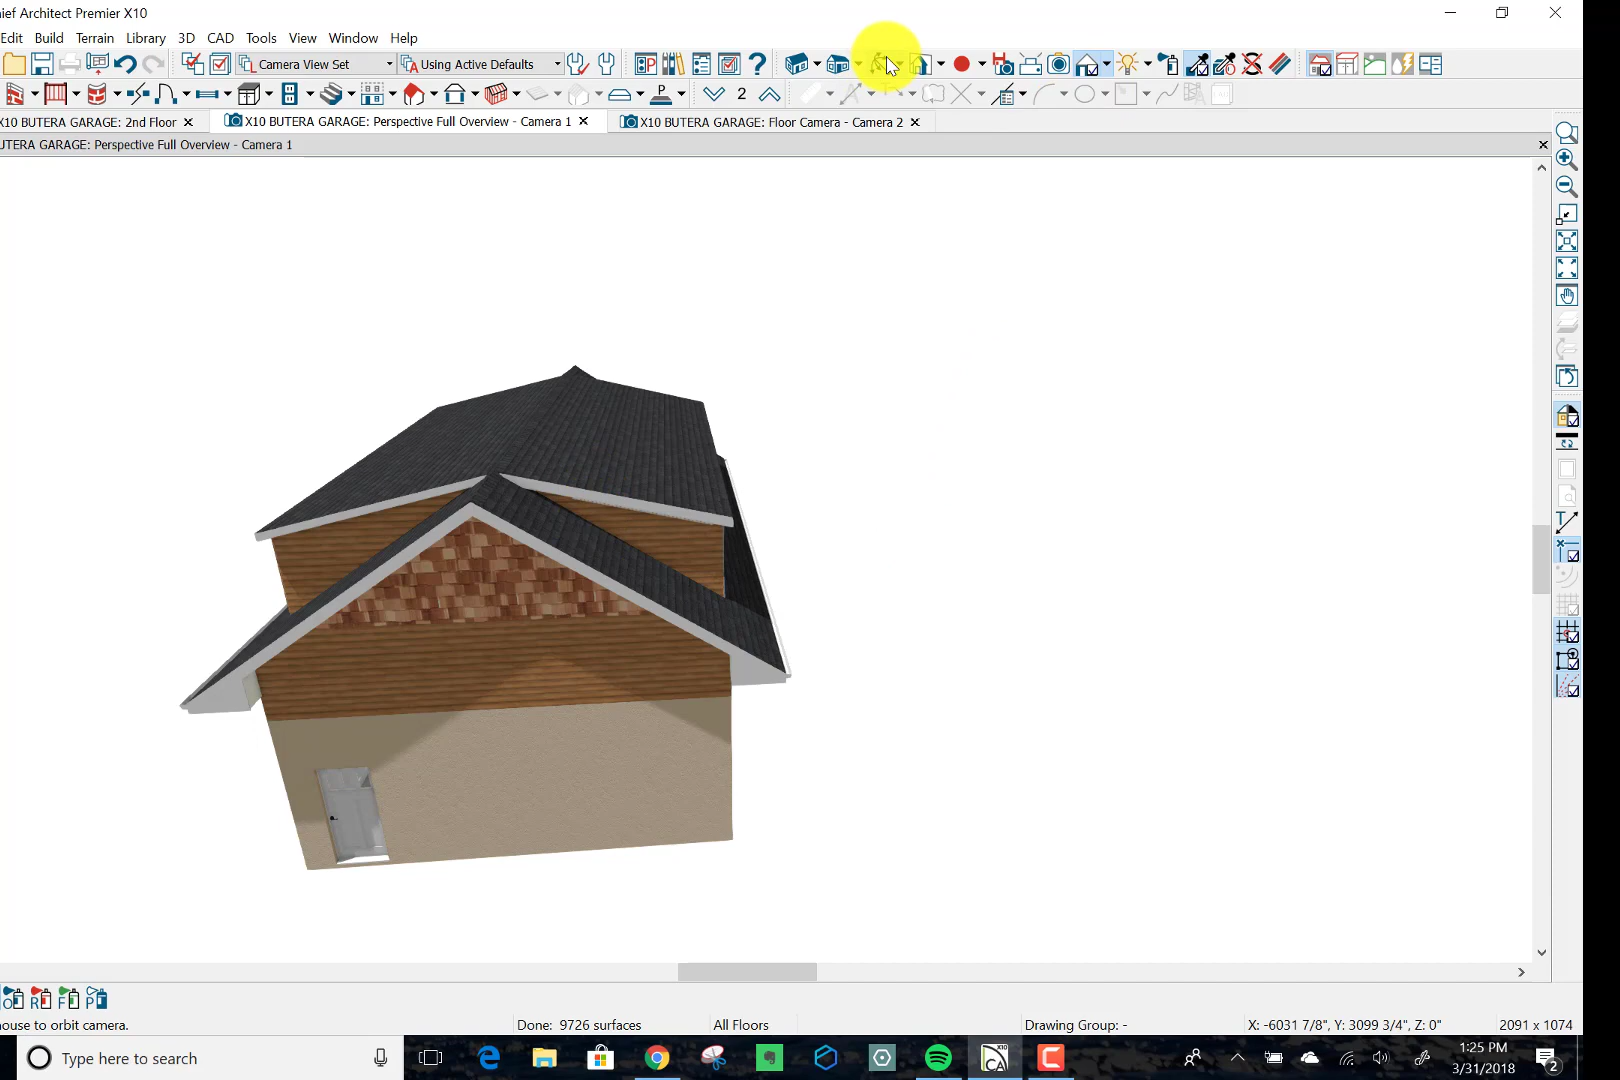 ief Architect Premier X10
Edit Build Terrain Library 3D CAD Tools View Window Help
Camera View Set Using Active Defaults
2
X10 BUTERA GARAGE: 2nd Floor X10 BUTERA GARAGE: Perspective Full Overview - Camera 1 X10 BUTERA GARAGE: Floor Camera - Camera 2
UTERA GARAGE: Perspective Full Overview - Camera 1
O R F P
ouse to orbit camera. Done: 9726 surfaces All Floors Drawing Group: - X: -6031 7/8", Y: 3099 3/4", Z: 0" 2091 x 1074
Type here to search X10 CA 1:25 PM
3/31/2018 2